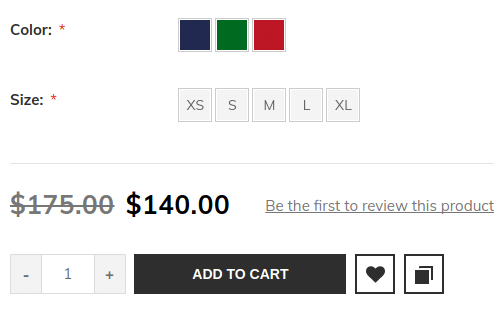 Color: *
Size: *
XS S M L XL
$175.00 $140.00 Be the first to review this product
- 1 + ADD TO CART